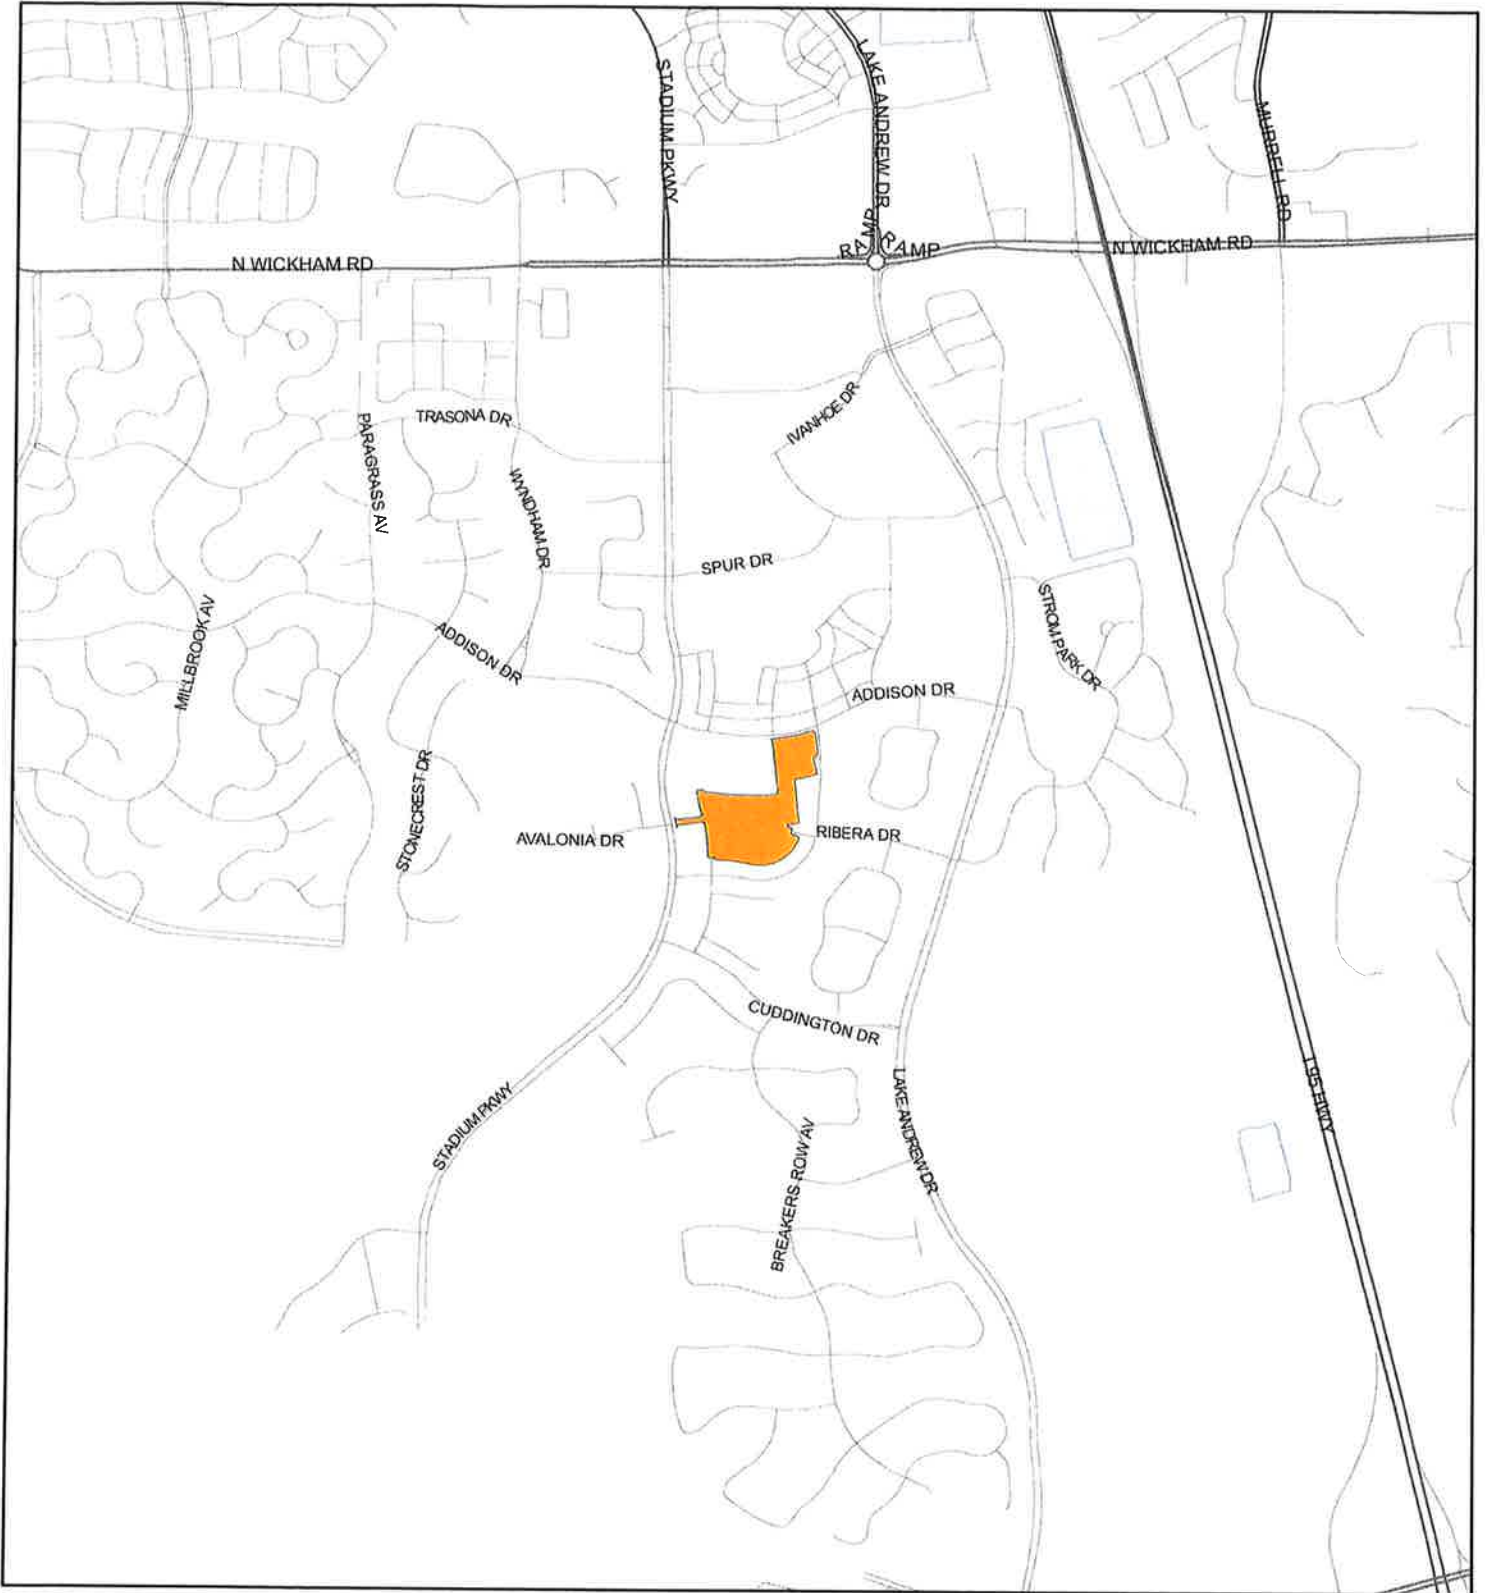 STADIUM PKWY
LAKE ANDREW DR
MURRELL RD
RAMP
RAMP
N WICKHAM RD
N WICKHAM RD
IVANHOE DR
TRASONA DR
PARAGRASS AV
WYNDHAM DR
SPUR DR
STROM PARK DR
MILLBROOK AV
ADDISON DR
ADDISON DR
STONECREST DR
AVALONIA DR
RIBERA DR
CUDDINGTON DR
STADIUM PKWY
LAKE ANDREW DR
I 95 HWY
BREAKERS ROW AV